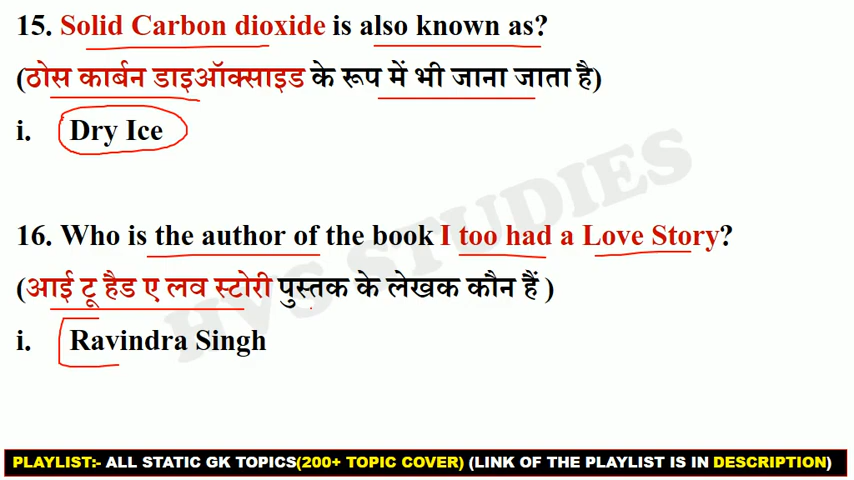 15. Solid Carbon dioxide is also known as?
(ठोस कार्बन डाइऑक्साइड के रूप में भी जाना जाता है)
i. Dry Ice
HVS STUDIES
16. Who is the author of the book I too had a Love Story?
(आई टू हैड ए लव स्टोरी पुस्तक के लेखक कौन हैं )
i. Ravindra Singh
PLAYLIST:- ALL STATIC GK TOPICS(200+ TOPIC COVER) (LINK OF THE PLAYLIST IS IN DESCRIPTION)